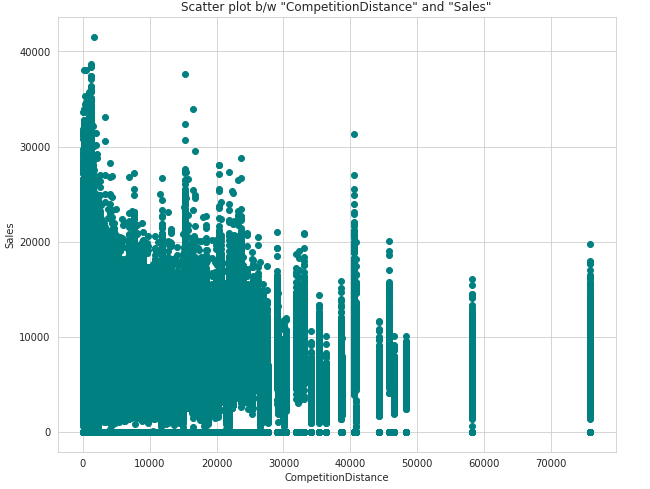 Scatter plot b/w "CompetitionDistance" and "Sales"
40000
30000
20000
10000
0
Sales
0 10000 20000 30000 40000 50000 60000 70000
CompetitionDistance